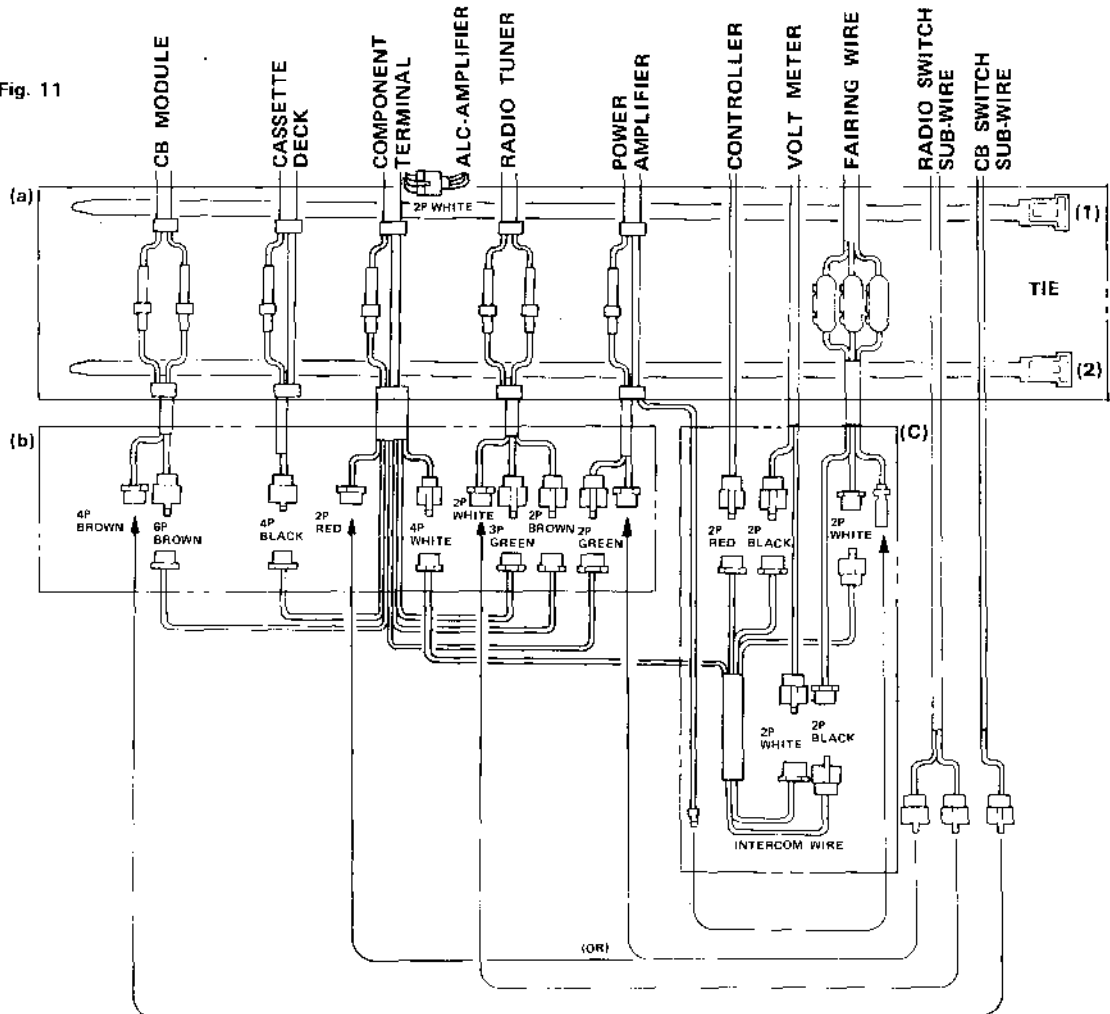 Fig. 11
CB MODULE
CASSETTE
DECK
COMPONENT
TERMINAL
ALC-AMPLIFIER
RADIO TUNER
POWER
AMPLIFIER
CONTROLLER
VOLT METER
FAIRING WIRE
RADIO SWITCH
SUB-WIRE
CB SWITCH
SUB-WIRE
(a)
2P WHITE
(1)
TIE
(2)
(b)
(C)
4P
BROWN
6P
BROWN
4P
BLACK
2P
RED
4P
WHITE
2P
WHITE
3P
GREEN
2P
BROWN
2P
GREEN
2P
RED
2P
BLACK
2P
WHITE
2P
WHITE
2P
BLACK
INTERCOM WIRE
(OR)